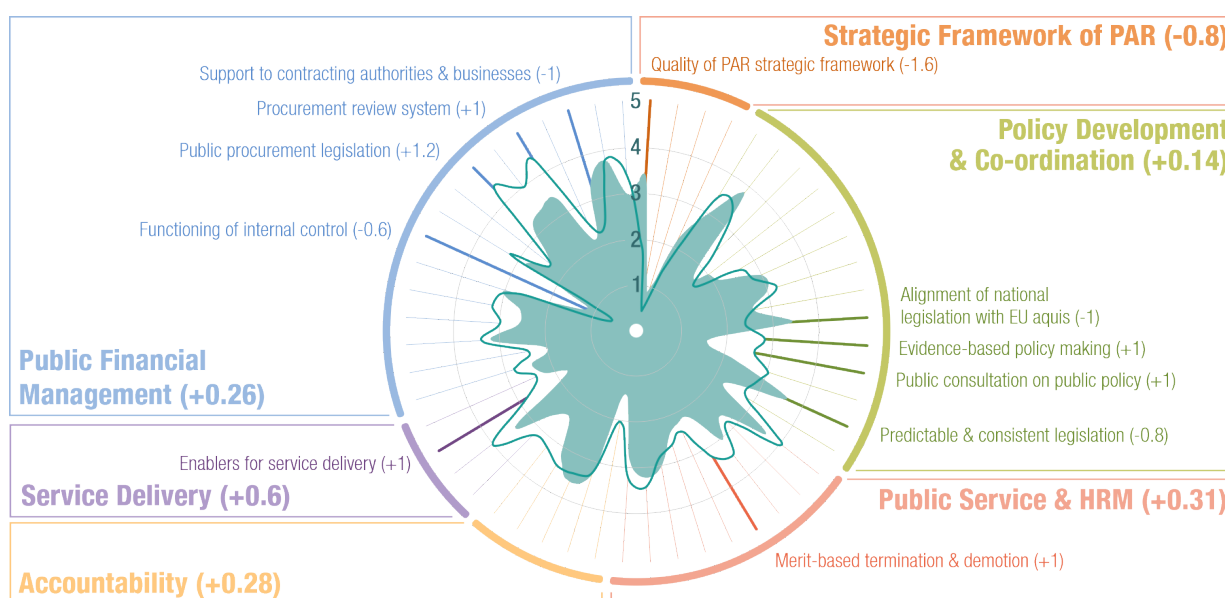 Strategic Framework of PAR (-0.8)
Quality of PAR strategic framework (-1.6)
Support to contracting authorities & businesses (-1)
Procurement review system (+1)
Public procurement legislation (+1.2)
Functioning of internal control (-0.6)
Public Financial
Management (+0.26)
5
4
3
2
1
Policy Development
& Co-ordination (+0.14)
Alignment of national
legislation with EU aquis (-1)
Evidence-based policy making (+1)
Public consultation on public policy (+1)
Predictable & consistent legislation (-0.8)
Enablers for service delivery (+1)
Service Delivery (+0.6)
Public Service & HRM (+0.31)
Merit-based termination & demotion (+1)
Accountability (+0.28)